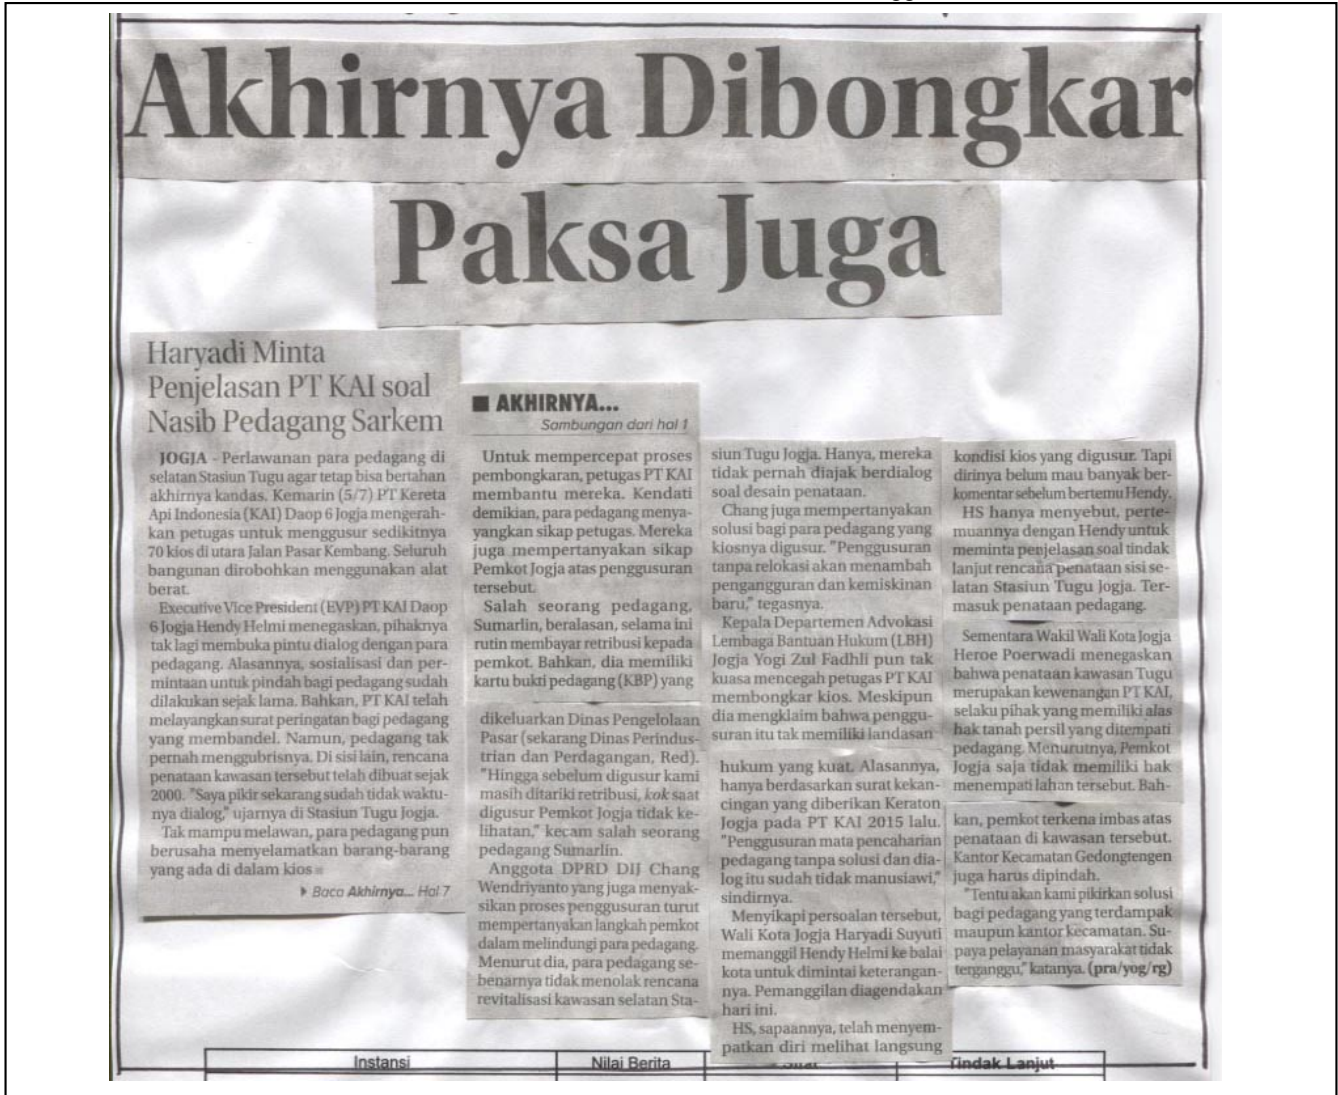 Akhirnya Dibongkar
Paksa Juga
Haryadi Minta
Penjelasan PT KAI soal
Nasib Pedagang Sarkem
JOGJA - Perlawanan para pedagang di
selatan Stasiun Tugu agar tetap bisa bertahan
akhirnya kandas. Kemarin (5/7) PT Kereta
Api Indonesia (KAI) Daop 6 Jogja mengerah-
kan petugas untuk menggusur sedikitnya
70 kios di utara Jalan Pasar Kembang. Seluruh
bangunan dirobohkan menggunakan alat
berat.
Executive Vice President (EVP) PT KAI Daop
6 Jogja Hendy Helmi menegaskan, pihaknya
tak lagi membuka pintu dialog dengan para
pedagang. Alasannya, sosialisasi dan per-
mintaan untuk pindah bagi pedagang sudah
dilakukan sejak lama. Bahkan, PT KAI telah
melayangkan surat peringatan bagi pedagang
yang membandel. Namun, pedagang tak
pernah menggubrisnya. Di sisi lain, rencana
penataan kawasan tersebut telah dibuat sejak
2000. "Saya pikir sekarang sudah tidak waktu-
nya dialog," ujarnya di Stasiun Tugu Jogja.
Tak mampu melawan, para pedagang pun
berusaha menyelamatkan barang-barang
yang ada di dalam kios
Baca Akhirnya... Hal 7
AKHIRNYA...
Sambungan dari hal 1
Untuk mempercepat proses
pembongkaran, petugas PT KAI
membantu mereka. Kendati
demikian, para pedagang menya-
yangkan sikap petugas. Mereka
juga mempertanyakan sikap
Pemkot Jogja atas penggusuran
tersebut.
Salah seorang pedagang,
Sumarlin, beralasan, selama ini
rutin membayar retribusi kepada
pemkot. Bahkan, dia memiliki
kartu bukti pedagang (KBP) yang
dikeluarkan Dinas Pengelolaan
Pasar (sekarang Dinas Perindus-
trian dan Perdagangan, Red).
"Hingga sebelum digusur kami
masih ditariki retribusi, kok saat
digusur Pemkot Jogja tidak ke-
lihatan," kecam salah seorang
pedagang Sumarlin.
Anggota DPRD DIJ Chang
Wendriyanto yang juga menyak-
sikan proses penggusuran turut
mempertanyakan langkah pemkot
dalam melindungi para pedagang.
Menurut dia, para pedagang se-
benarnya tidak menolak rencana
revitalisasi kawasan selatan Sta-
siun Tugu Jogja. Hanya, mereka
tidak pernah diajak berdialog
soal desain penataan.
Chang juga mempertanyakan
solusi bagi para pedagang yang
kiosnya digusur. "Penggusuran
tanpa relokasi akan menambah
pengangguran dan kemiskinan
baru," tegasnya.
Kepala Departemen Advokasi
Lembaga Bantuan Hukum (LBH)
Jogja Yogi Zul Fadhli pun tak
kuasa mencegah petugas PT KAI
membongkar kios. Meskipun
dia mengklaim bahwa penggu-
suran itu tak memiliki landasan
hukum yang kuat. Alasannya,
hanya berdasarkan surat kekan-
cingan yang diberikan Keraton
Jogja pada PT KAI 2015 lalu.
"Penggusuran mata pencaharian
pedagang tanpa solusi dan dia-
log itu sudah tidak manusiawi,"
sindirnya.
Menyikapi persoalan tersebut,
Wali Kota Jogja Haryadi Suyuti
memanggil Hendy Helmi ke balai
kota untuk dimintai keterangan-
nya. Pemanggilan diagendakan
hari ini.
HS, sapaannya, telah menyem-
patkan diri melihat langsung
kondisi kios yang digusur. Tapi
dirinya belum mau banyak ber-
komentar sebelum bertemu Hendy.
HS hanya menyebut, perte-
muannya dengan Hendy untuk
meminta penjelasan soal tindak
lanjut rencana penataan sisi se-
latan Stasiun Tugu Jogja. Ter-
masuk penataan pedagang.
Sementara Wakil Wali Kota Jogja
Heroe Poerwadi menegaskan
bahwa penataan kawasan Tugu
merupakan kewenangan PT KAI,
selaku pihak yang memiliki alas
hak tanah persil yang ditempati
pedagang. Menurutnya, Pemkot
Jogja saja tidak memiliki hak
menempati lahan tersebut. Bah-
kan, pemkot terkena imbas atas
penataan di kawasan tersebut.
Kantor Kecamatan Gedongtengen
juga harus dipindah.
"Tentu akan kami pikirkan solusi
bagi pedagang yang terdampak
maupun kantor kecamatan. Su-
paya pelayanan masyarakat tidak
terganggu," katanya. (pra/yog/rg)
Instansi
Nilai Berita
Tindak Lanjut